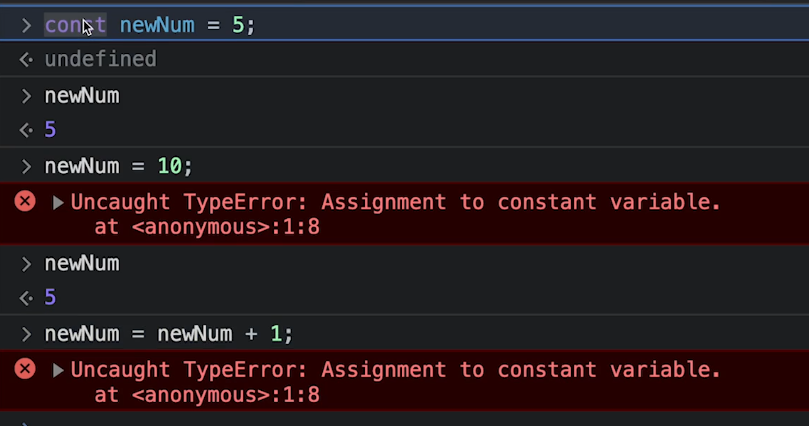 > const newNum = 5;
undefined
> newNum
5
> newNum = 10;
Uncaught TypeError: Assignment to constant variable.
at <anonymous>:1:8
> newNum
5
> newNum = newNum + 1;
Uncaught TypeError: Assignment to constant variable.
at <anonymous>:1:8